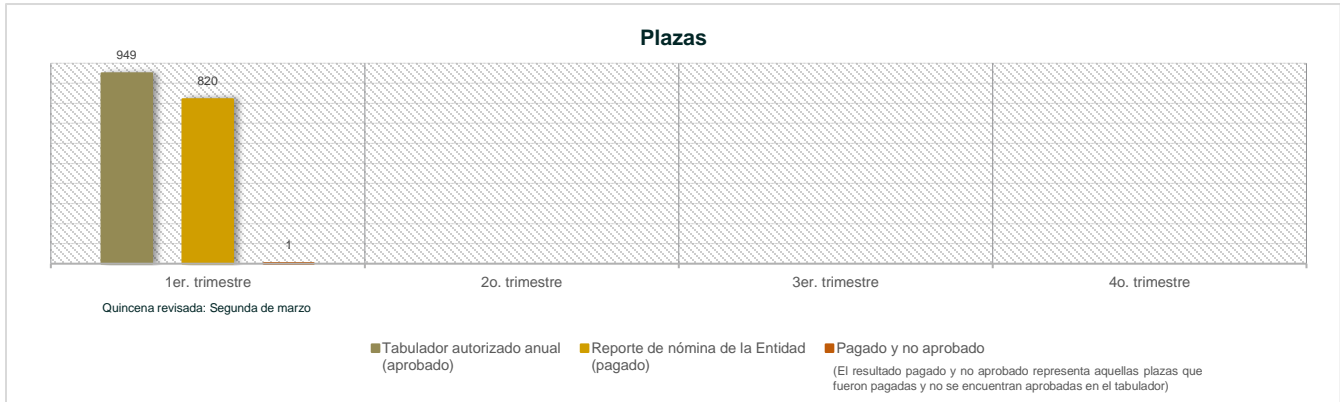 Plazas
949
820
1
1er. trimestre
2o. trimestre
3er. trimestre
4o. trimestre
Quincena revisada: Segunda de marzo
Tabulador autorizado anual
(aprobado)
Reporte de nómina de la Entidad
(pagado)
Pagado y no aprobado
(El resultado pagado y no aprobado representa aquellas plazas que
fueron pagadas y no se encuentran aprobadas en el tabulador)